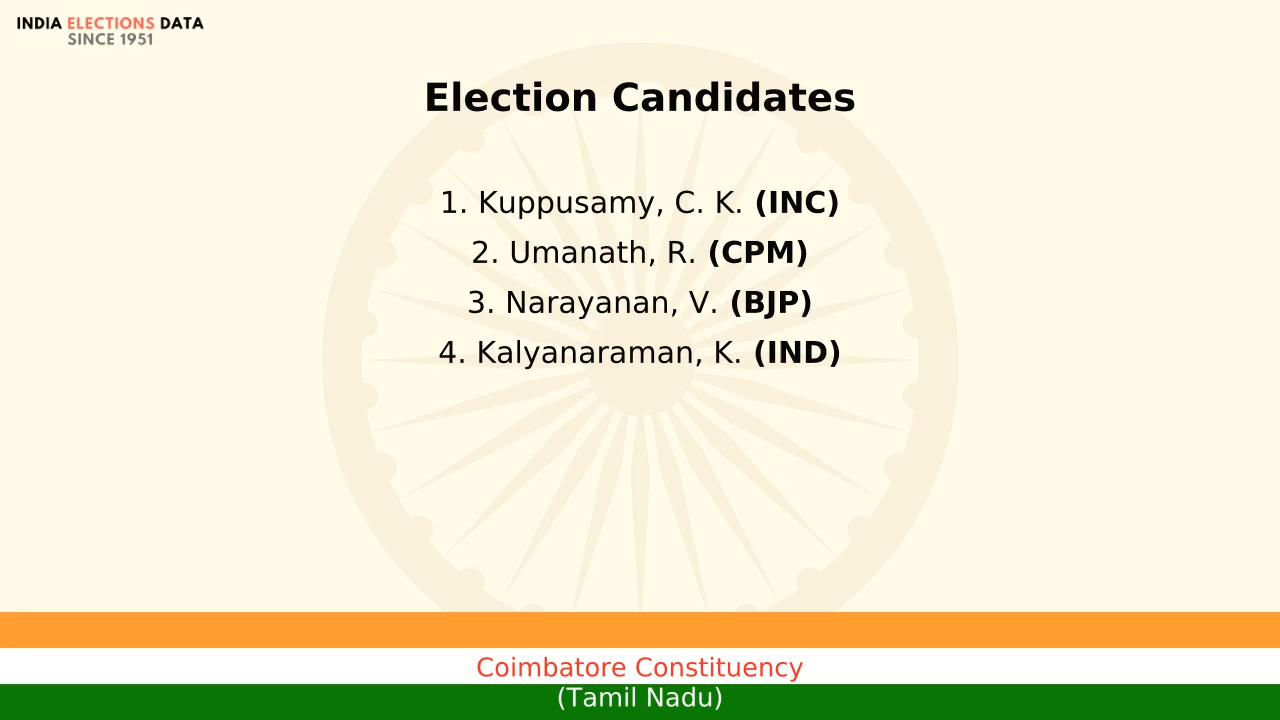 INDIA ELECTIONS DATA
SINCE 1951
Election Candidates
1. Kuppusamy, C. K. (INC)
2. Umanath, R. (CPM)
3. Narayanan, V. (BJP)
4. Kalyanaraman, K. (IND)
Coimbatore Constituency
(Tamil Nadu)